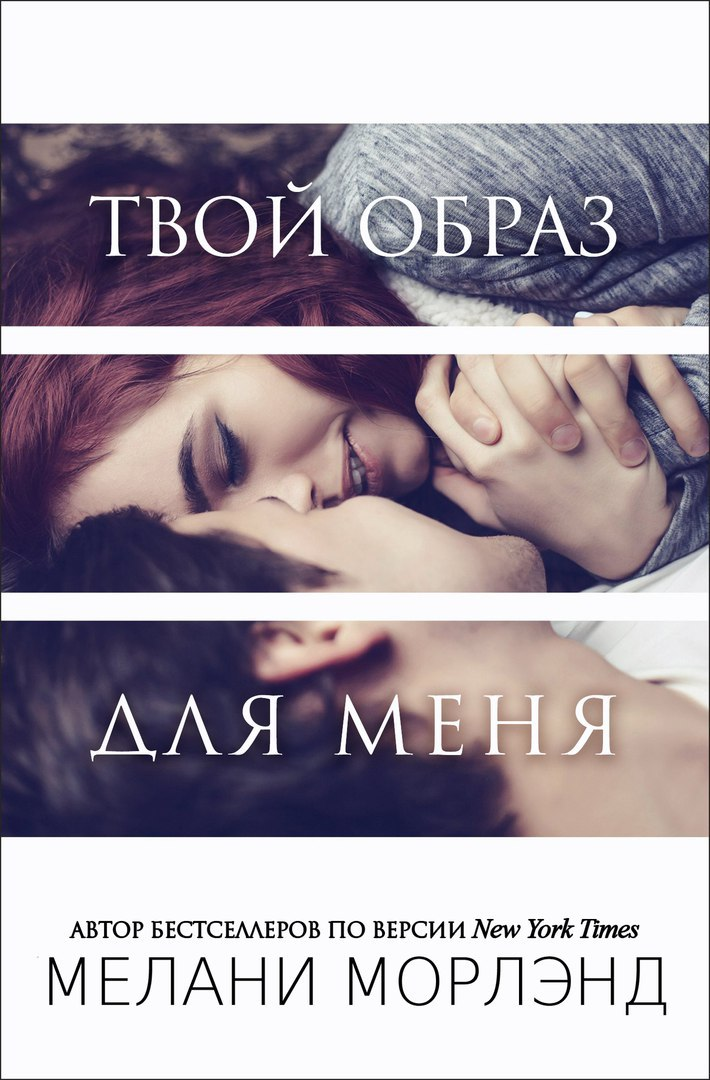 ТВОЙ ОБРАЗ
ДЛЯ МЕНЯ
АВТОР БЕСТСЕЛЛЕРОВ ПО ВЕРСИИ New York Times
МЕЛАНИ МОРЛЭНД